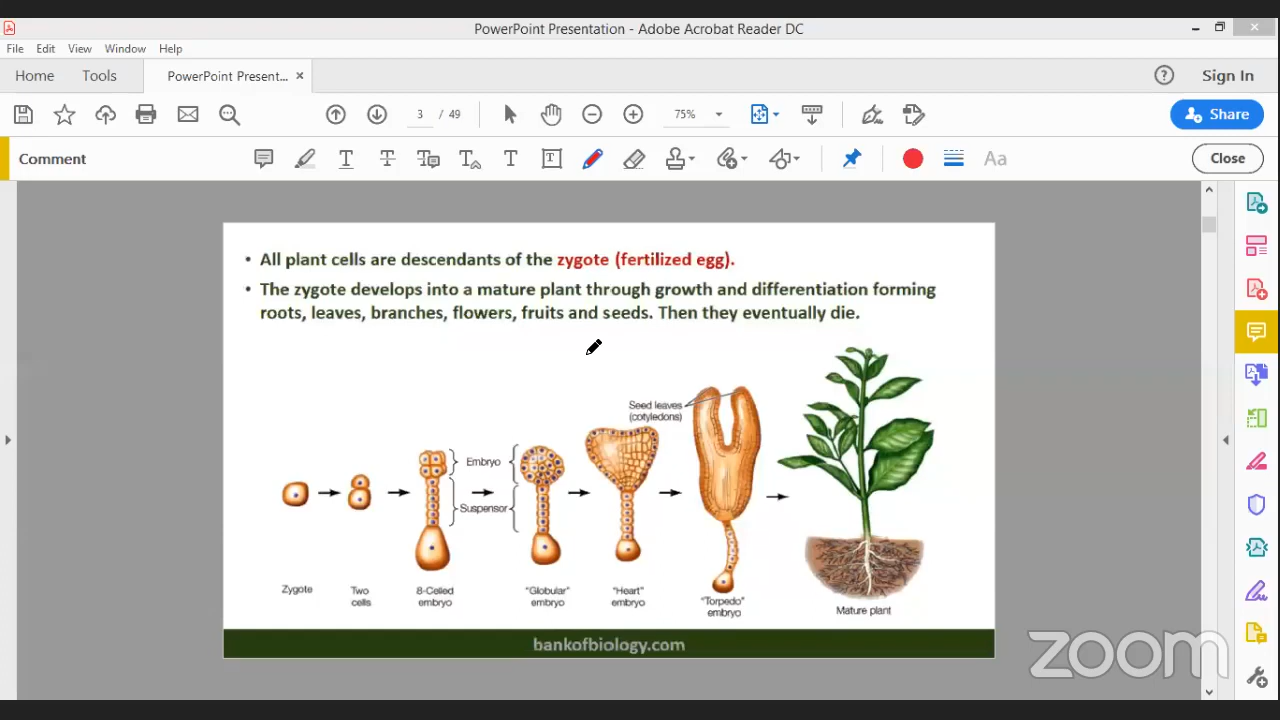 PowerPoint Presentation - Adobe Acrobat Reader DC
File Edit View Window Help
Home Tools PowerPoint Present... × Sign In
3 / 49 75% Share
Comment Aa Close
• All plant cells are descendants of the zygote (fertilized egg).
• The zygote develops into a mature plant through growth and differentiation forming
roots, leaves, branches, flowers, fruits and seeds. Then they eventually die.
Seed leaves
(cotyledons)
Embryo
Suspensor
Zygote
Two
cells
8-Celled
embryo
"Globular"
embryo
"Heart"
embryo
"Torpedo"
embryo
Mature plant
bankofbiology.com
zoom